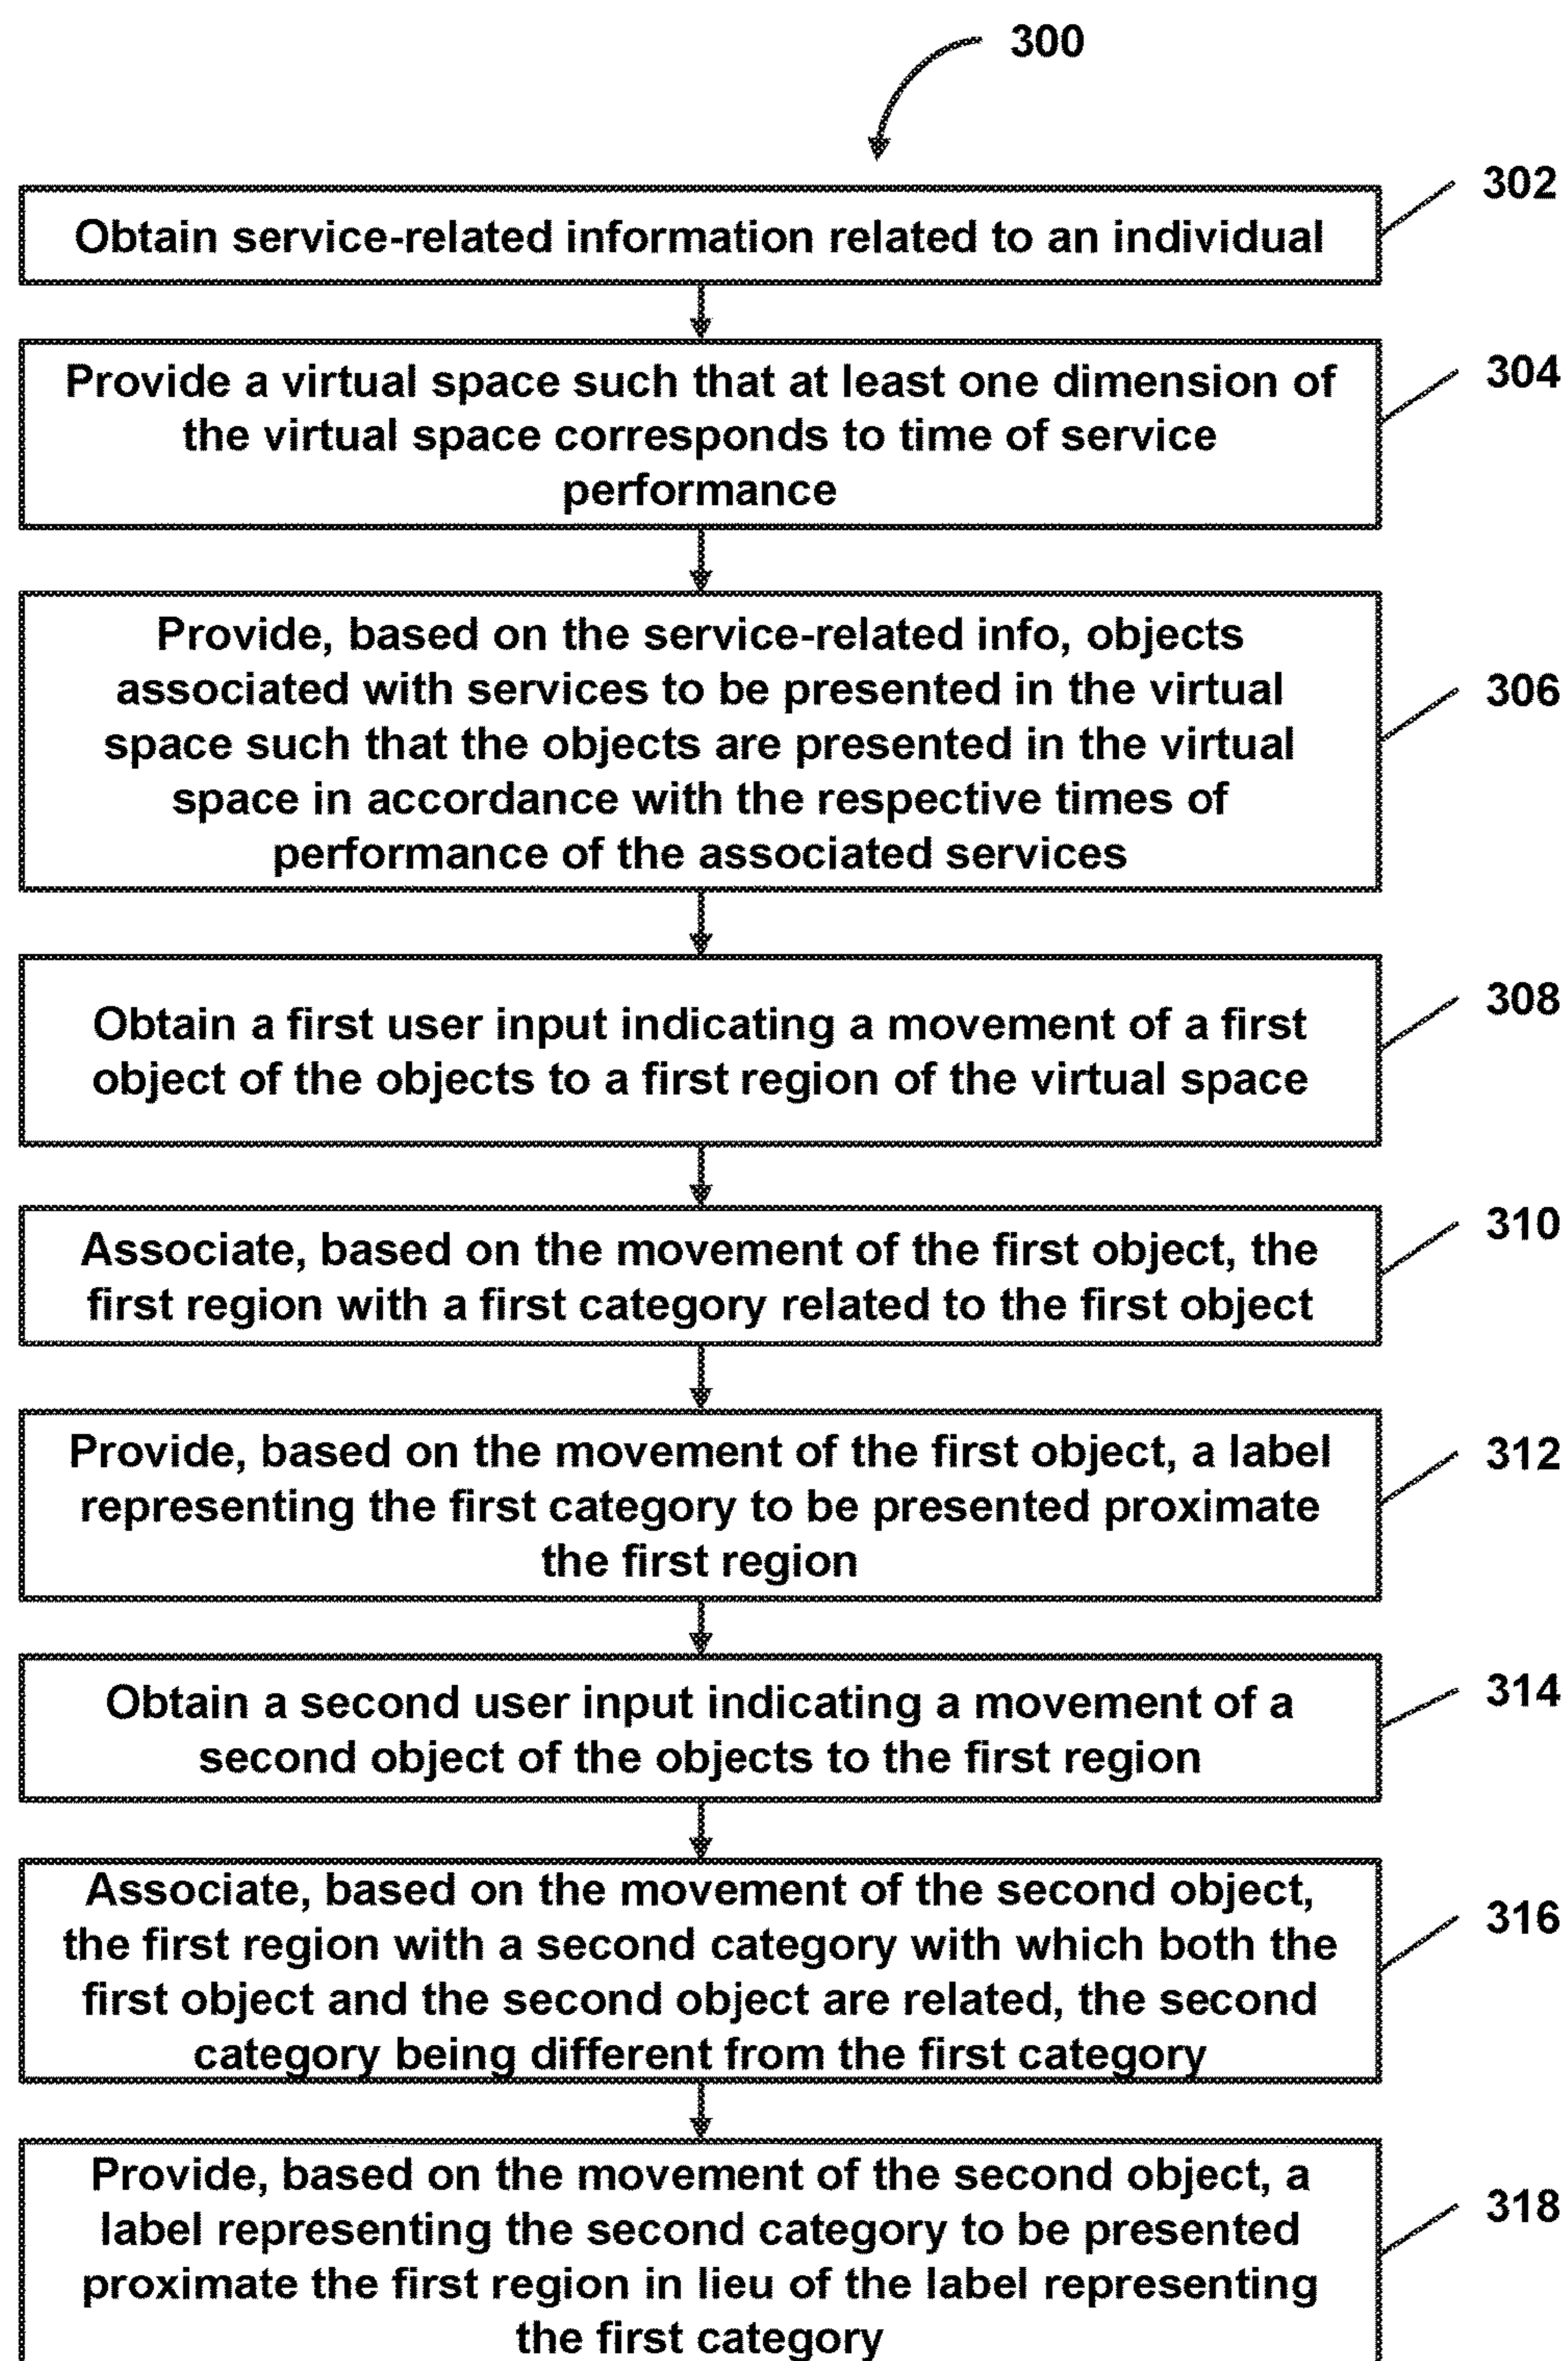 300
302
Obtain service-related information related to an individual
304
Provide a virtual space such that at least one dimension of
the virtual space corresponds to time of service
performance
306
Provide, based on the service-related info, objects
associated with services to be presented in the virtual
space such that the objects are presented in the virtual
space in accordance with the respective times of
performance of the associated services
308
Obtain a first user input indicating a movement of a first
object of the objects to a first region of the virtual space
310
Associate, based on the movement of the first object, the
first region with a first category related to the first object
312
Provide, based on the movement of the first object, a label
representing the first category to be presented proximate
the first region
314
Obtain a second user input indicating a movement of a
second object of the objects to the first region
316
Associate, based on the movement of the second object,
the first region with a second category with which both the
first object and the second object are related, the second
category being different from the first category
318
Provide, based on the movement of the second object, a
label representing the second category to be presented
proximate the first region in lieu of the label representing
the first category